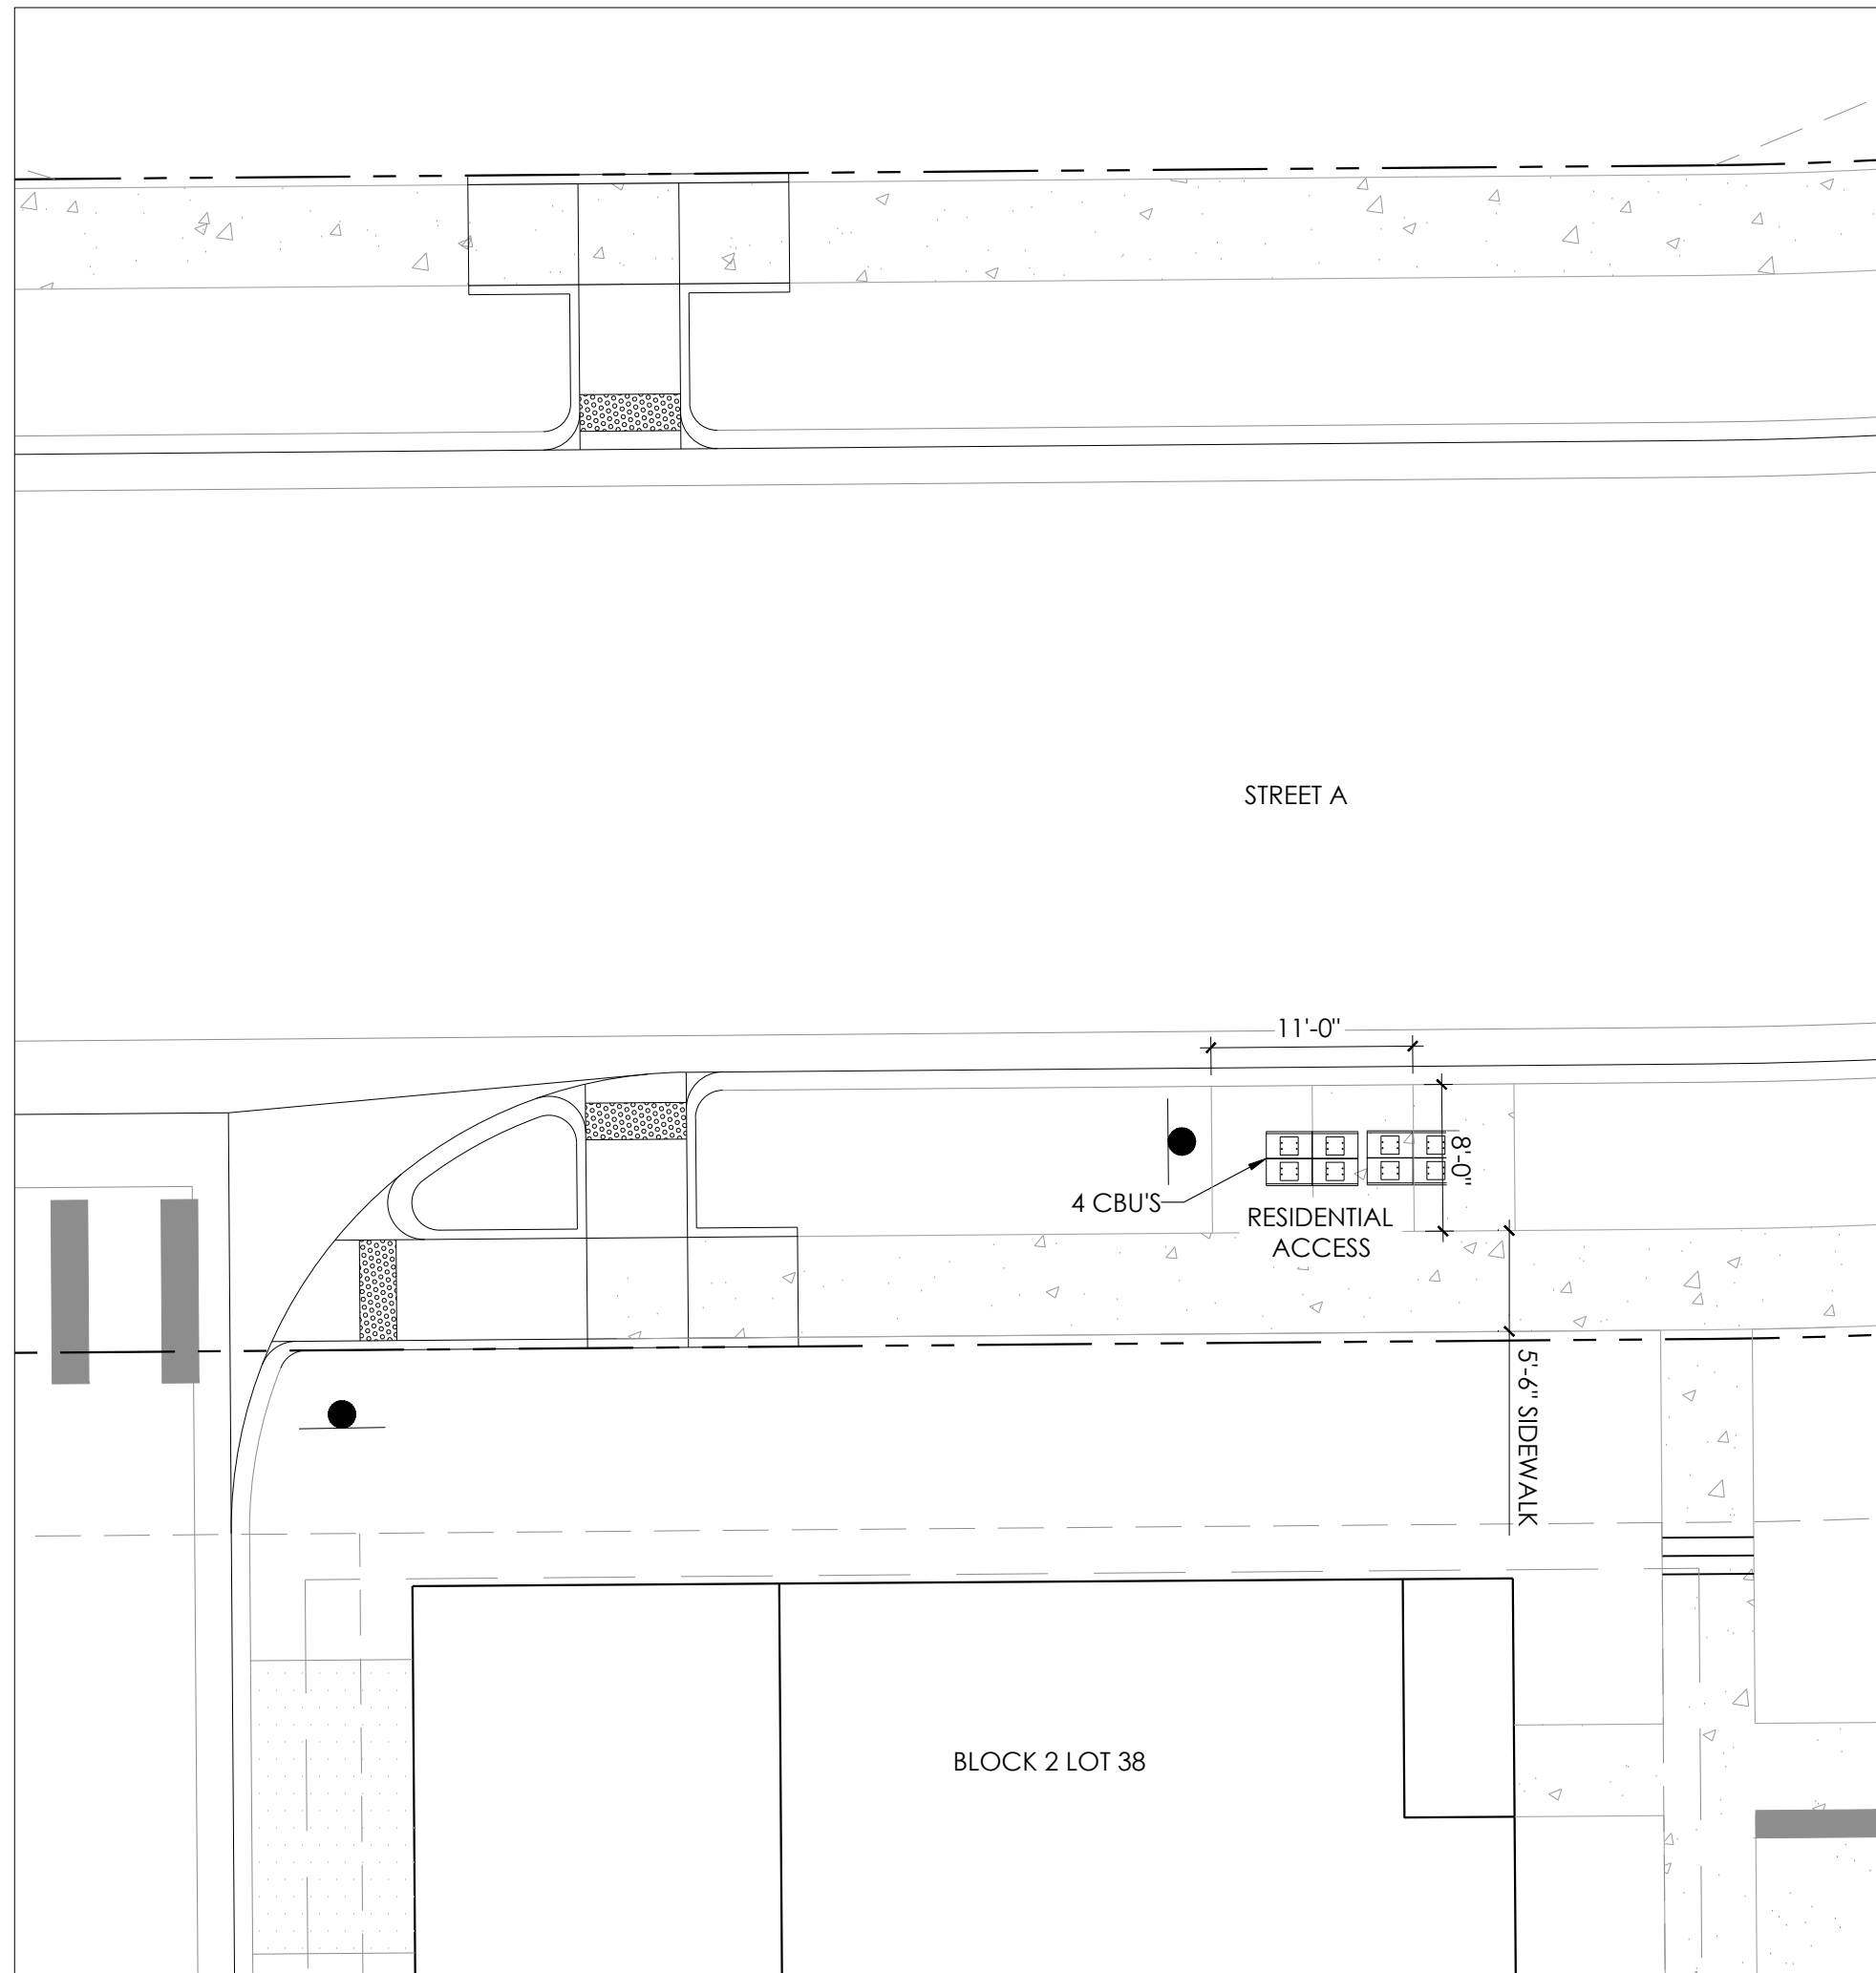 STREET A
11'-0"
8'-0"
4 CBU'S
RESIDENTIAL
ACCESS
5'-6" SIDEWALK
BLOCK 2 LOT 38